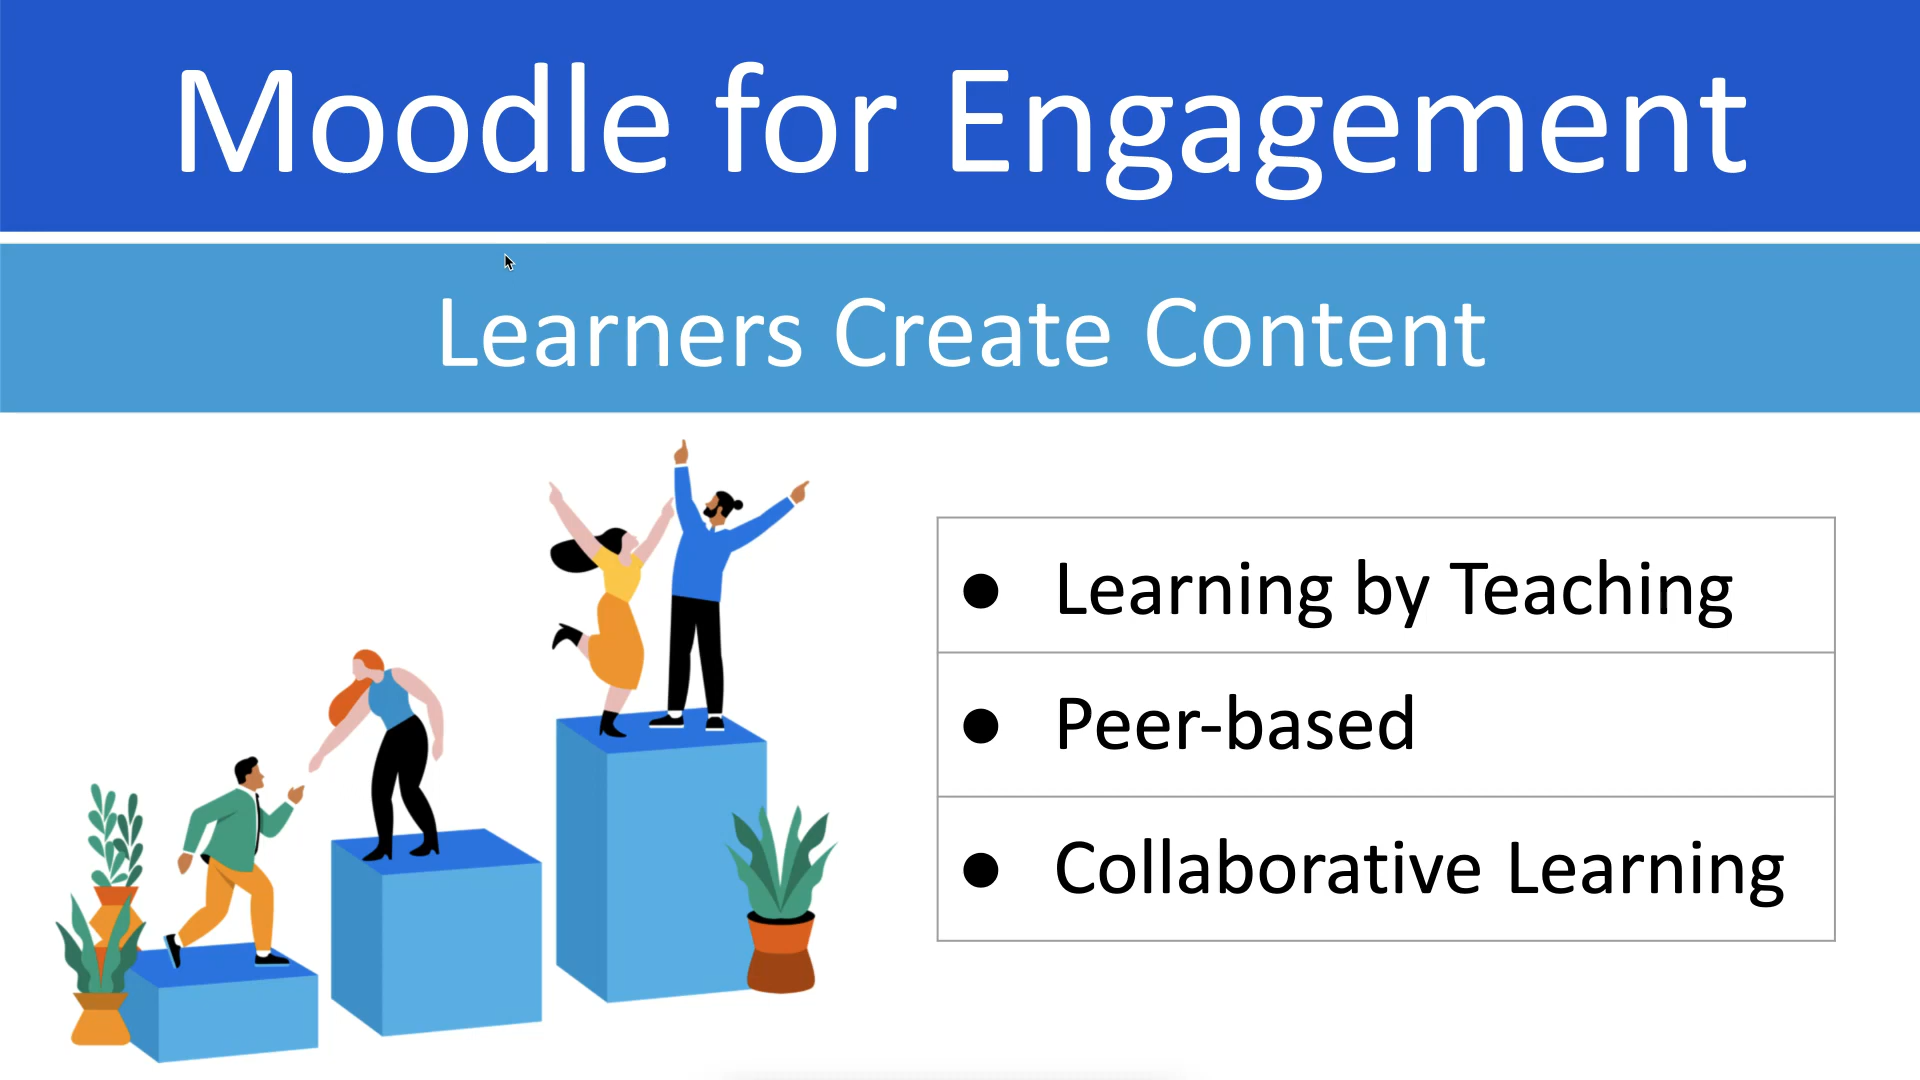 Moodle for Engagement
Learners Create Content
● Learning by Teaching
● Peer-based
● Collaborative Learning